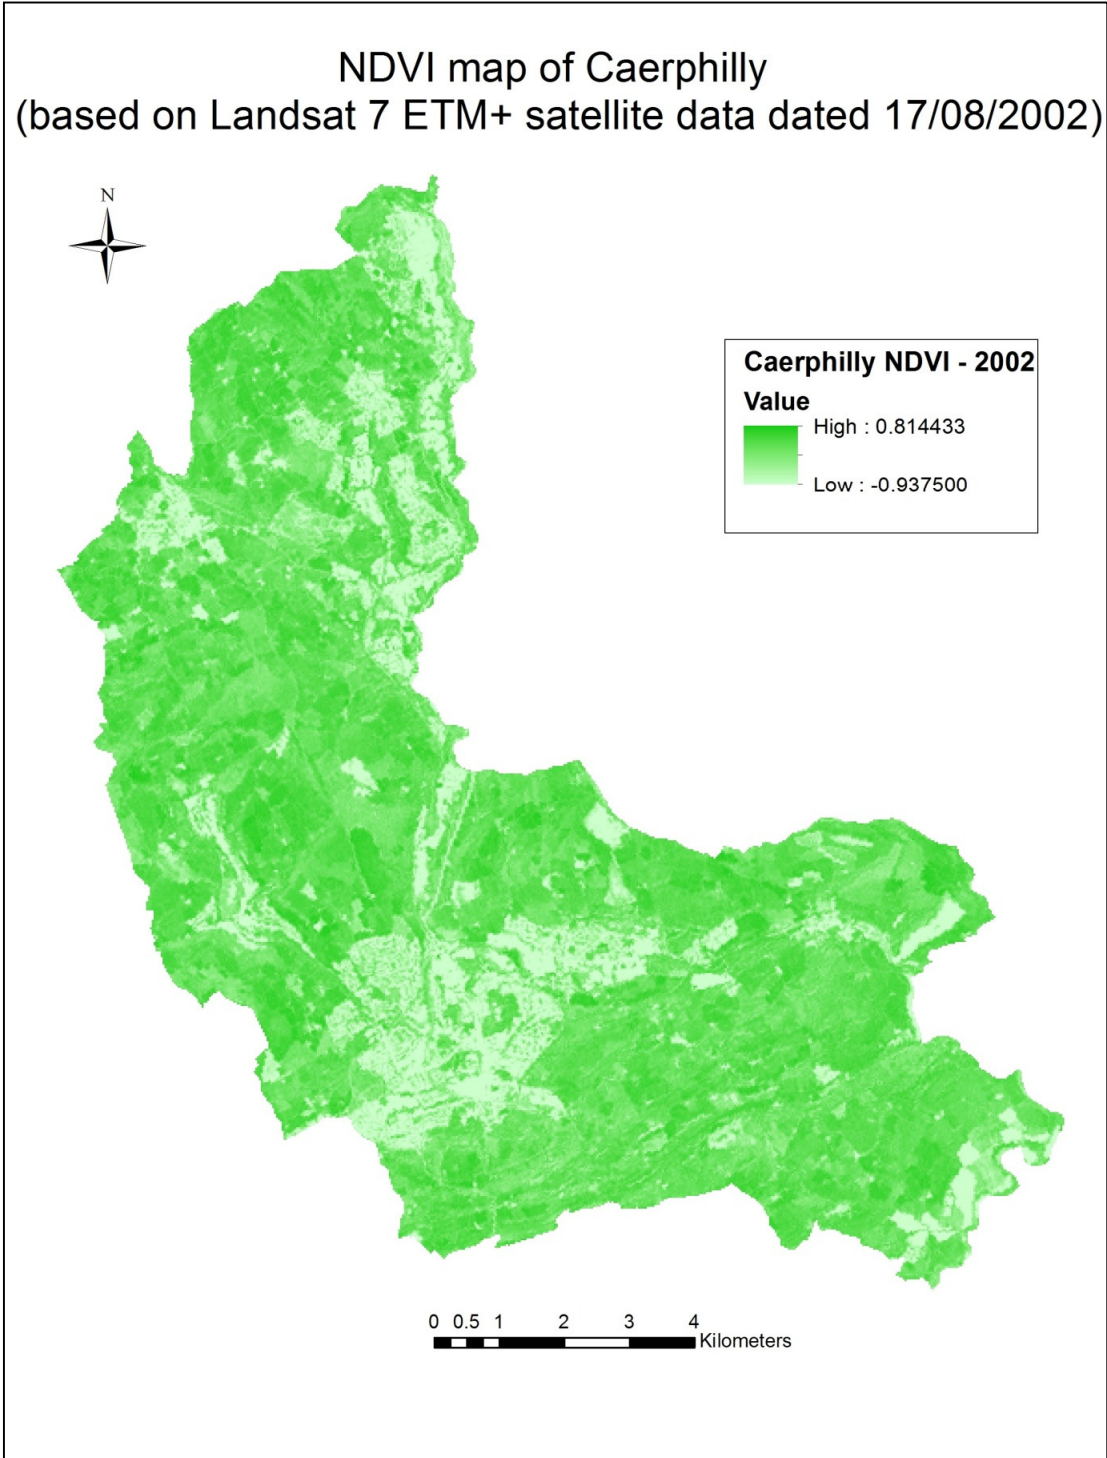 NDVI map of Caerphilly
(based on Landsat 7 ETM+ satellite data dated 17/08/2002)
N
Caerphilly NDVI - 2002
Value
High : 0.814433
Low : -0.937500
0 0.5 1 2 3 4
Kilometers